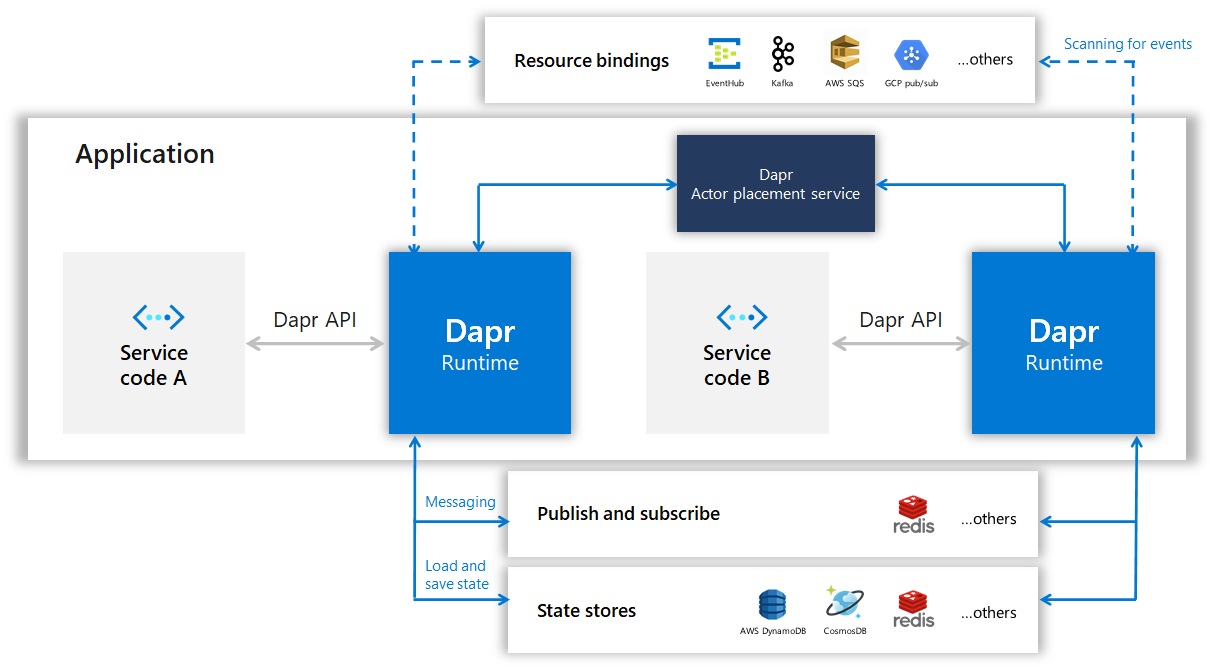 Resource bindings
EventHub
Kafka
AWS SQS
GCP pub/sub
...others
Scanning for events
Application
Dapr
Actor placement service
Service
code A
Dapr API
Dapr
Runtime
Service
code B
Dapr API
Dapr
Runtime
Messaging
Publish and subscribe
redis
...others
Load and
save state
State stores
AWS DynamoDB
CosmosDB
redis
...others